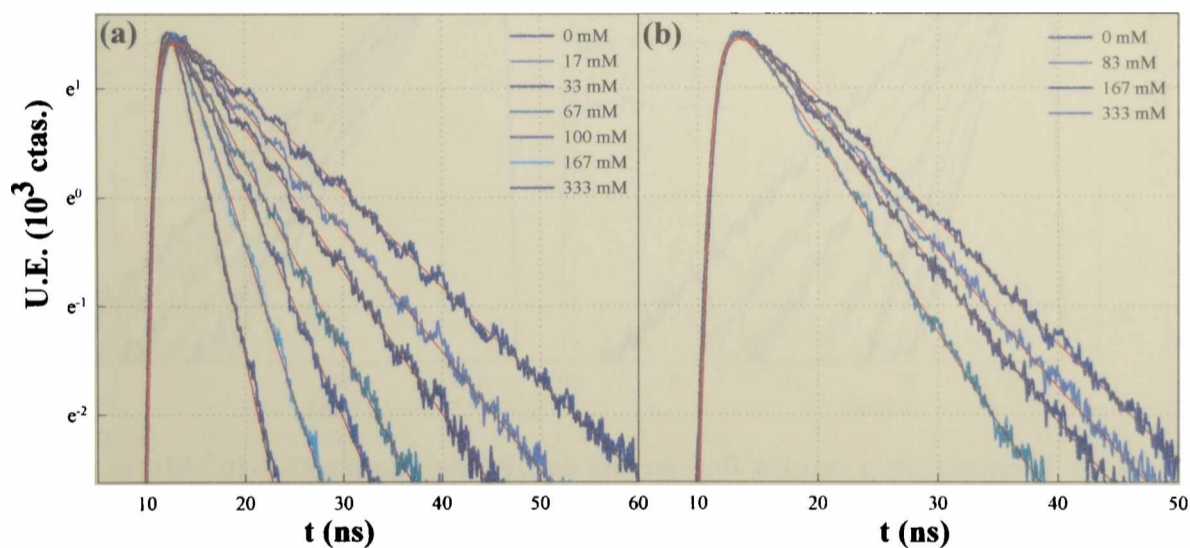 (a)
0 mM
17 mM
33 mM
67 mM
100 mM
167 mM
333 mM
(b)
0 mM
83 mM
167 mM
333 mM
U.E. (10³ ctas.)
e¹
e⁰
e⁻¹
e⁻²
10 20 30 40 50 60
t (ns)
10 20 30 40 50
t (ns)